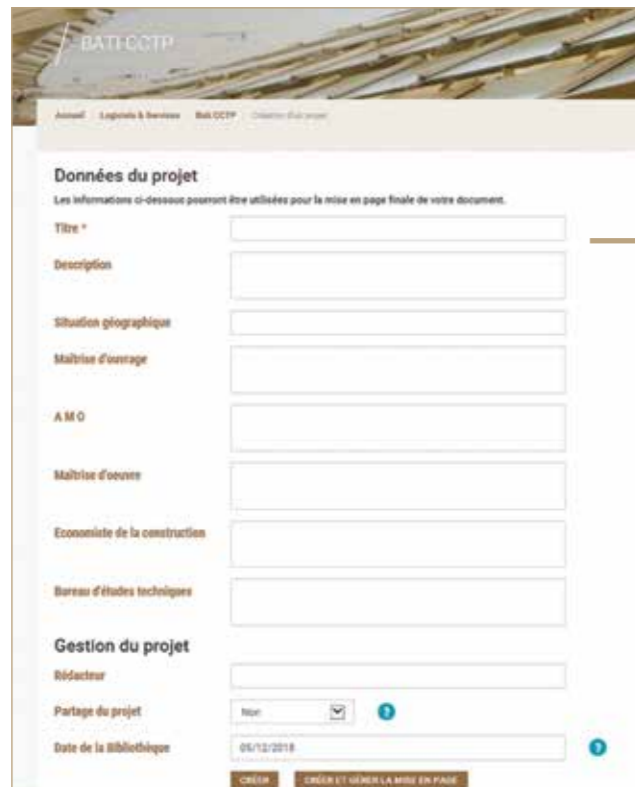 BATI CCTP
Accueil Logiciels & Services Bati CCTP Création d'un projet
Données du projet
Les informations ci-dessous pourront être utilisées pour la mise en page finale de votre document.
Titre *
Description
Situation géographique
Maîtrise d'ouvrage
A M O
Maîtrise d'oeuvre
Economiste de la construction
Bureau d'études techniques
Gestion du projet
Rédacteur
Partage du projet Non ?
Date de la Bibliothèque 05/12/2018 ?
CRÉER CRÉER ET GÉRER LA MISE EN PAGE